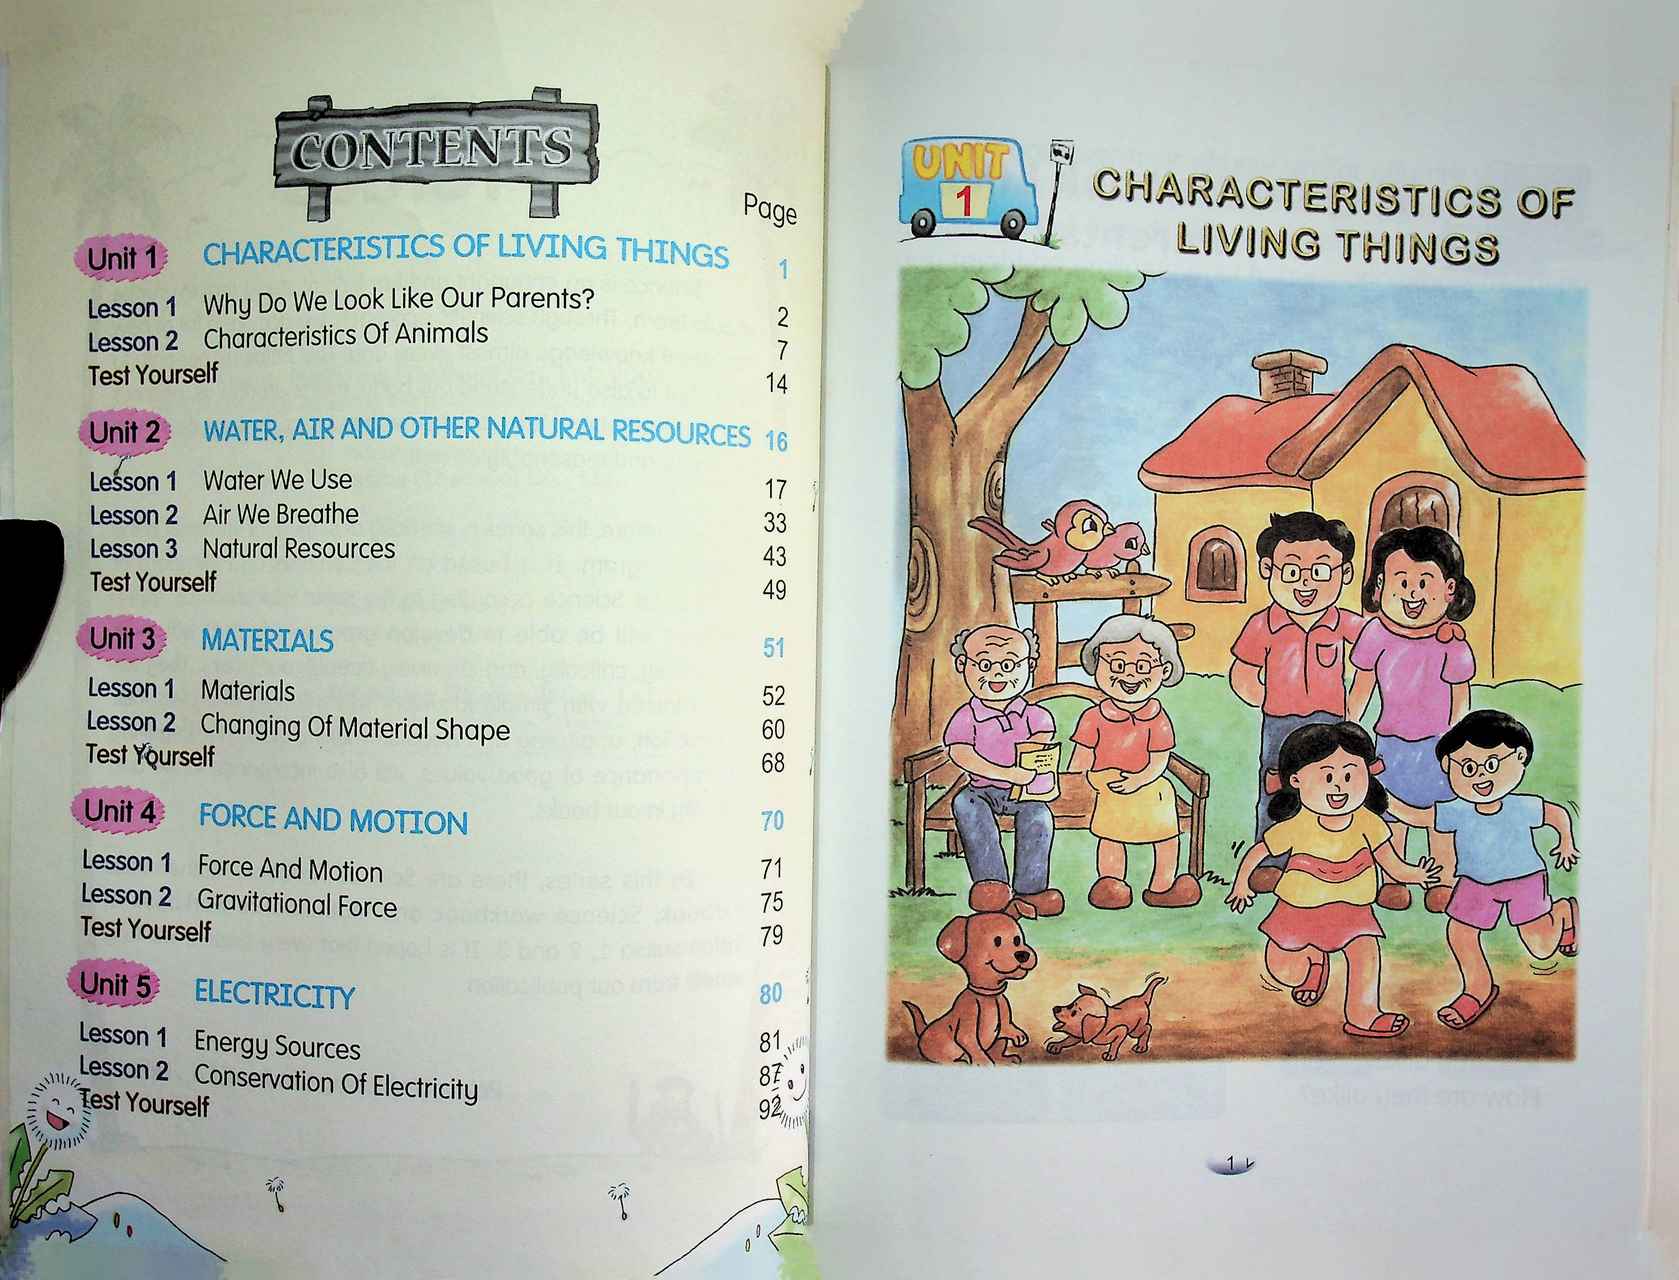 CONTENTS
Page
Unit 1 CHARACTERISTICS OF LIVING THINGS 1
Lesson 1 Why Do We Look Like Our Parents? 2
Lesson 2 Characteristics Of Animals 7
Test Yourself 14
Unit 2 WATER, AIR AND OTHER NATURAL RESOURCES 16
Lesson 1 Water We Use 17
Lesson 2 Air We Breathe 33
Lesson 3 Natural Resources 43
Test Yourself 49
Unit 3 MATERIALS 51
Lesson 1 Materials 52
Lesson 2 Changing Of Material Shape 60
Test Yourself 68
Unit 4 FORCE AND MOTION 70
Lesson 1 Force And Motion 71
Lesson 2 Gravitational Force 75
Test Yourself 79
Unit 5 ELECTRICITY 80
Lesson 1 Energy Sources 81
Lesson 2 Conservation Of Electricity 87
Test Yourself 92
UNIT
1
CHARACTERISTICS OF
LIVING THINGS
1